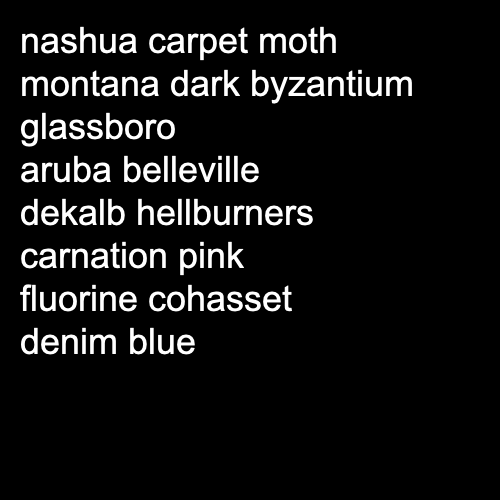 nashua carpet moth
montana dark byzantium
glassboro
aruba belleville
dekalb hellburners
carnation pink
fluorine cohasset
denim blue